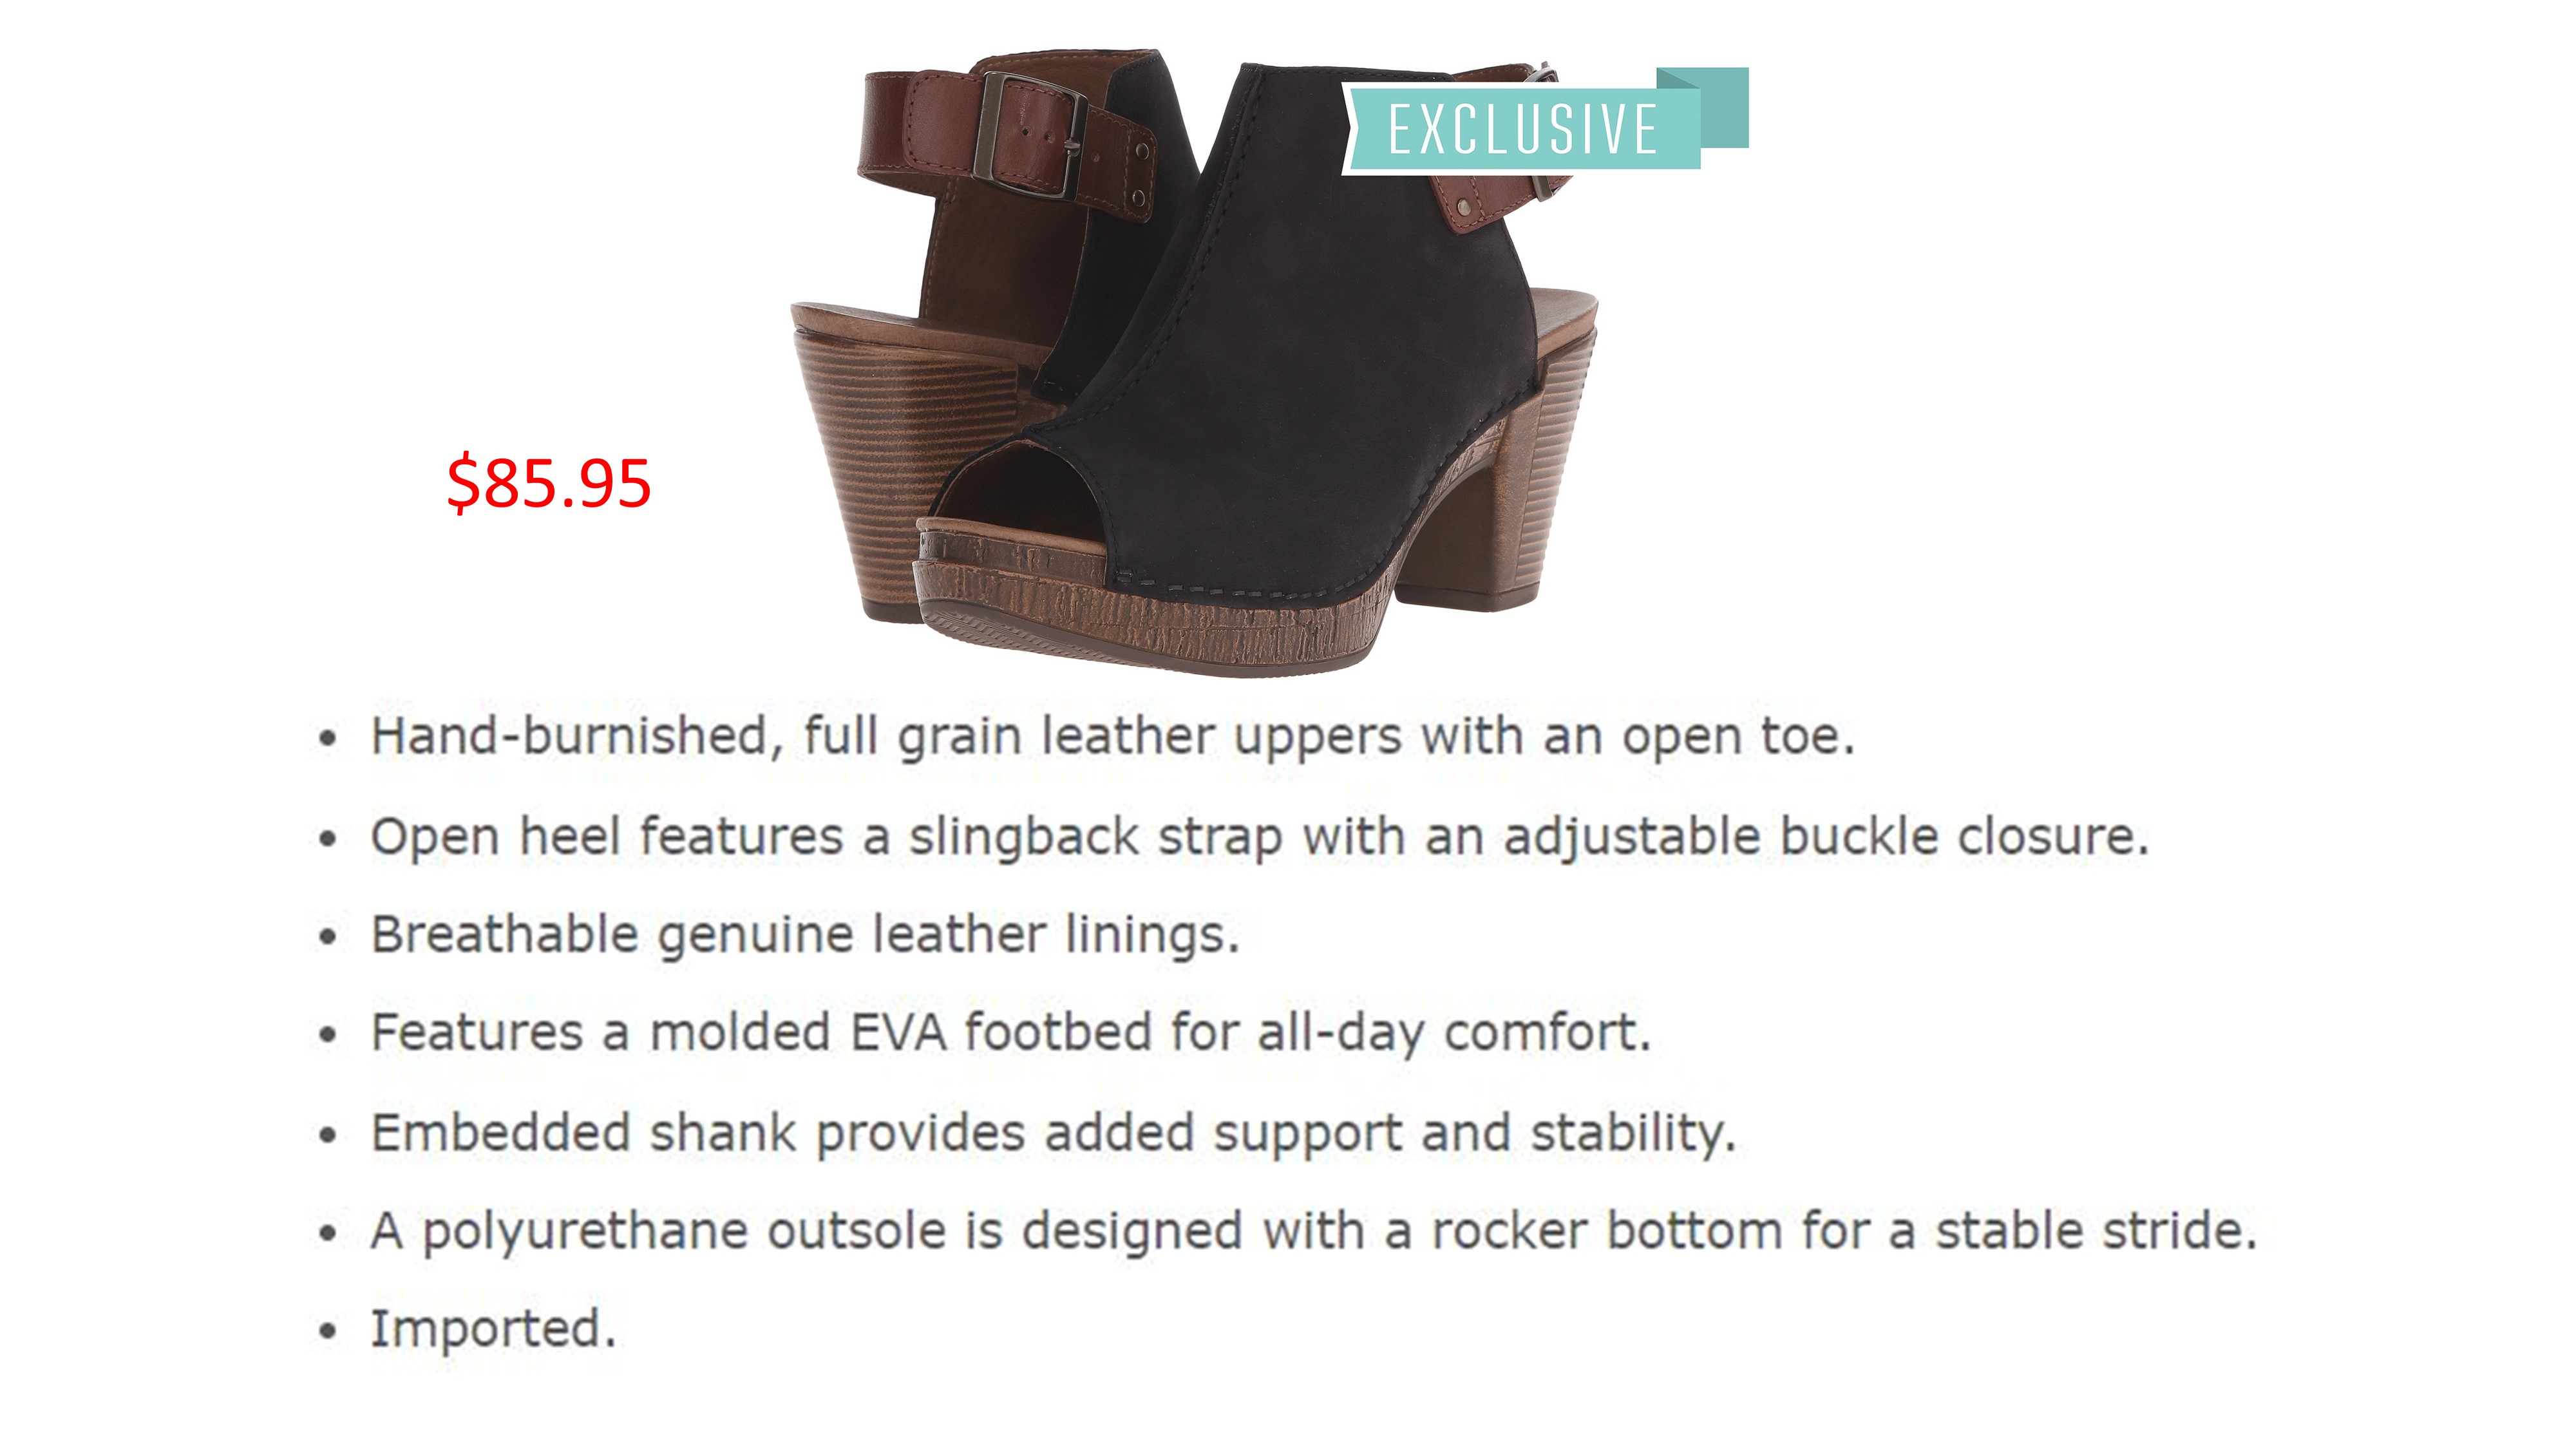 EXCLUSIVE
$85.95
• Hand-burnished, full grain leather uppers with an open toe.
• Open heel features a slingback strap with an adjustable buckle closure.
• Breathable genuine leather linings.
• Features a molded EVA footbed for all-day comfort.
• Embedded shank provides added support and stability.
• A polyurethane outsole is designed with a rocker bottom for a stable stride.
• Imported.